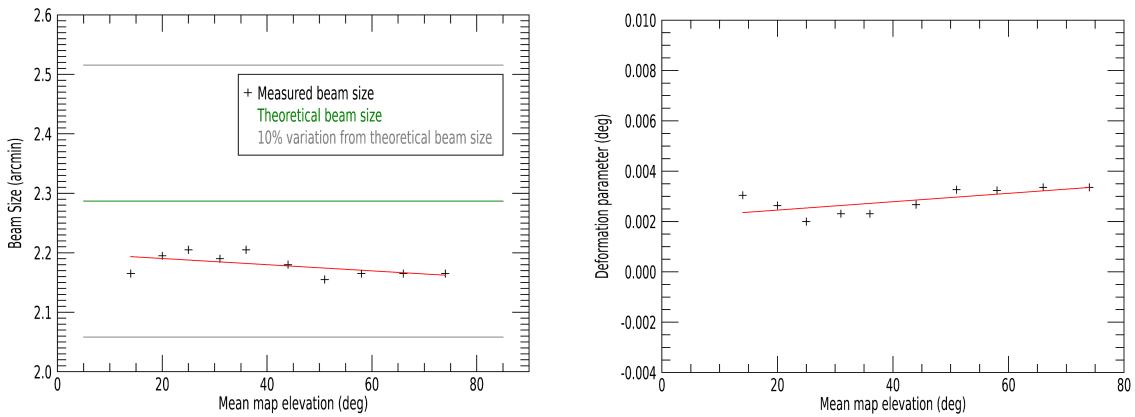 2.6
2.5
2.4
2.3
2.2
2.1
2.0
Beam Size (arcmin)
Measured beam size
Theoretical beam size
10% variation from theoretical beam size
0 20 40 60 80
Mean map elevation (deg)
0.010
0.008
0.006
0.004
0.002
0.000
-0.002
-0.004
Deformation parameter (deg)
0 20 40 60 80
Mean map elevation (deg)